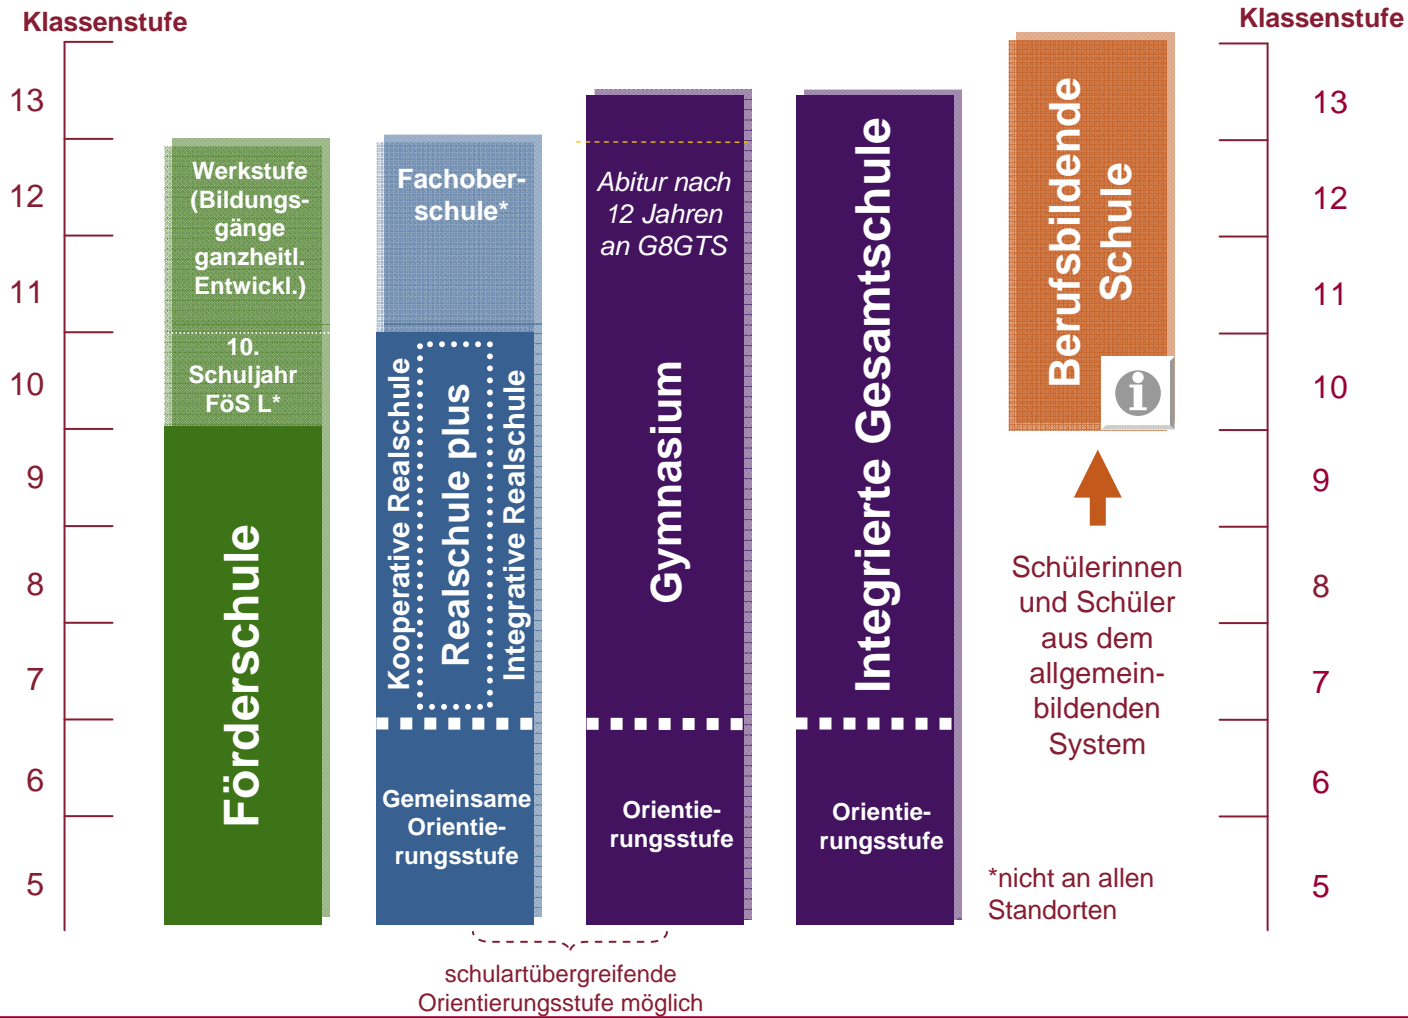 Klassenstufe
13
12
11
10
9
8
7
6
5
Werkstufe
(Bildungs-
gänge
ganzheitl.
Entwickl.)
10.
Schuljahr
FöS L*
Förderschule
Fachober-
schule*
Kooperative Realschule
Realschule plus
Integrative Realschule
Gemeinsame
Orientie-
rungsstufe
Abitur nach
12 Jahren
an G8GTS
Gymnasium
Orientie-
rungsstufe
Integrierte Gesamtschule
Orientie-
rungsstufe
schulartübergreifende
Orientierungsstufe möglich
Berufsbildende
Schule
i
Schülerinnen
und Schüler
aus dem
allgemein-
bildenden
System
*nicht an allen
Standorten
Klassenstufe
13
12
11
10
9
8
7
6
5